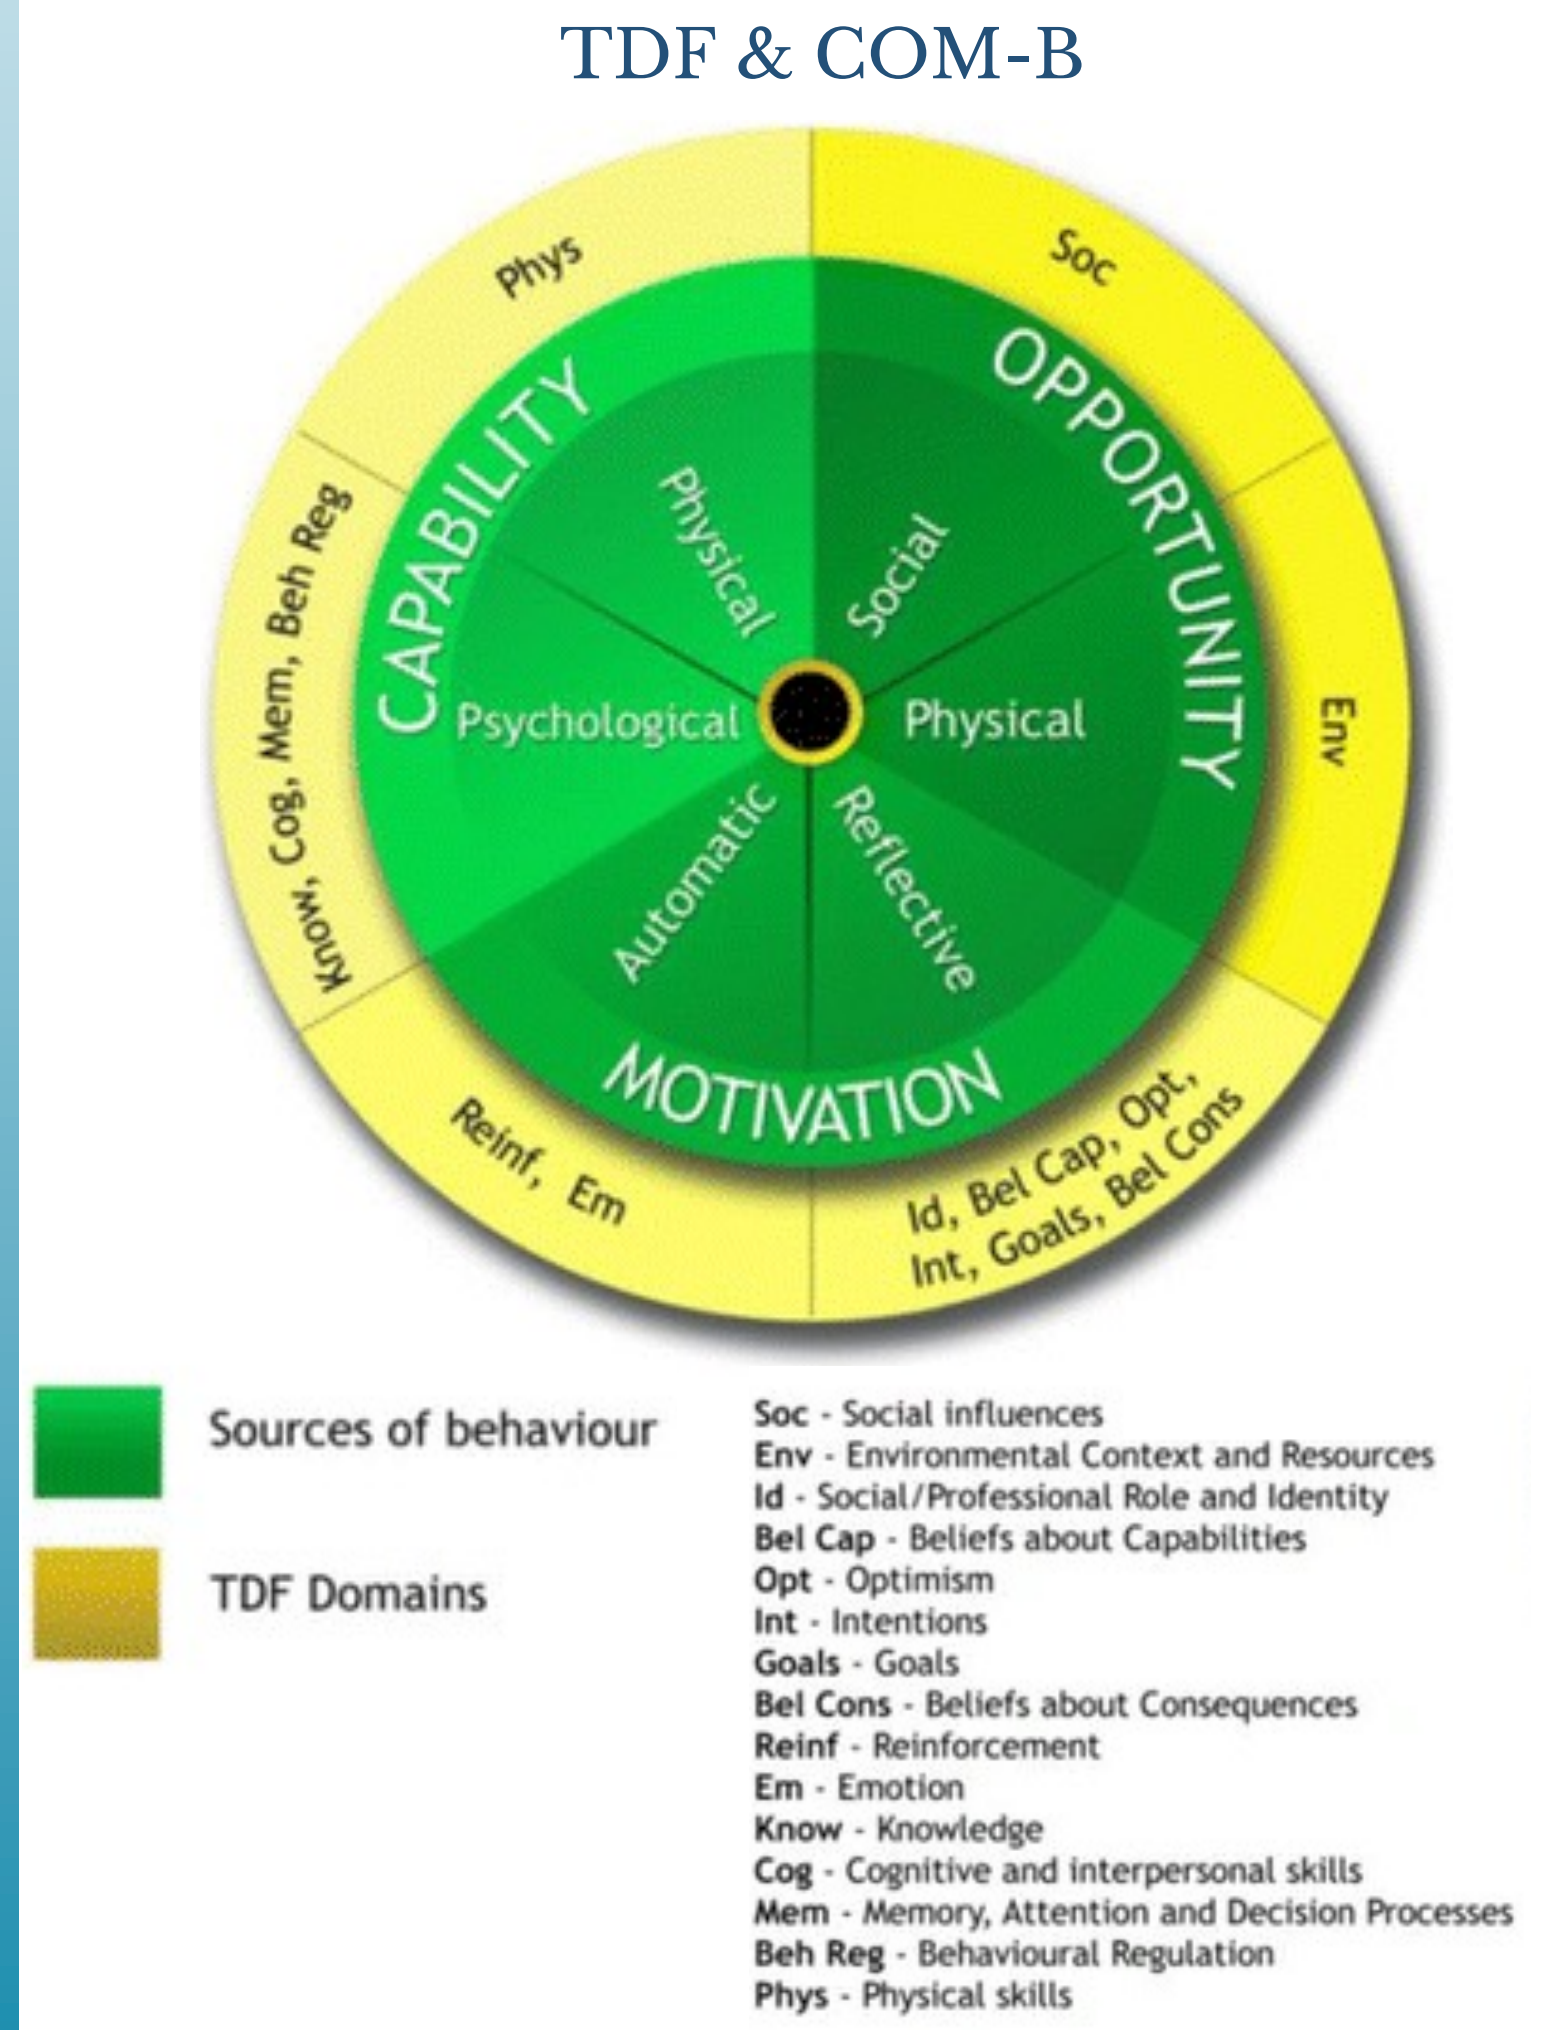 TDF & COM-B
Phys
Soc
CAPABILITY
OPPORTUNITY
Physical
Social
Know, Cog, Mem, Beh Reg
Psychological
Physical
Env
Automatic
Reflective
MOTIVATION
Reinf, Em
Id, Bel Cap, Opt,
Int, Goals, Bel Cons
Sources of behaviour
TDF Domains
Soc - Social influences
Env - Environmental Context and Resources
Id - Social/Professional Role and Identity
Bel Cap - Beliefs about Capabilities
Opt - Optimism
Int - Intentions
Goals - Goals
Bel Cons - Beliefs about Consequences
Reinf - Reinforcement
Em - Emotion
Know - Knowledge
Cog - Cognitive and interpersonal skills
Mem - Memory, Attention and Decision Processes
Beh Reg - Behavioural Regulation
Phys - Physical skills